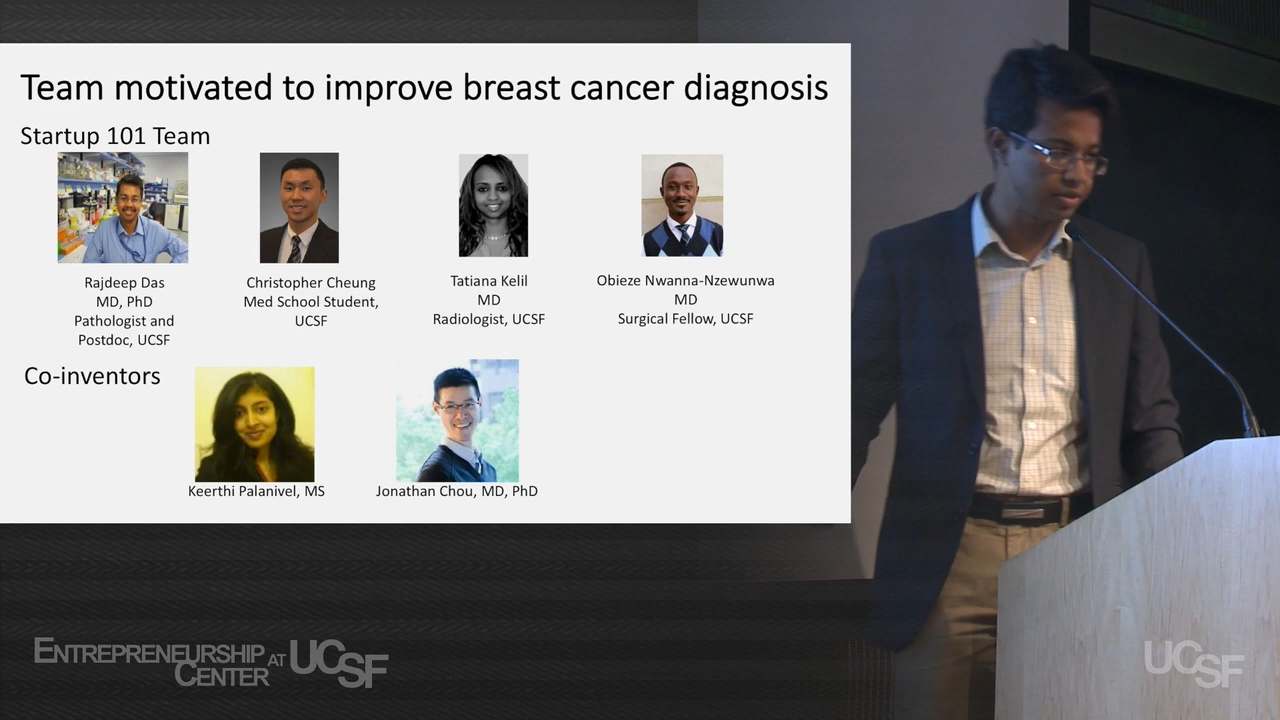 Team motivated to improve breast cancer diagnosis
Startup 101 Team
Rajdeep Das
MD, PhD
Pathologist and
Postdoc, UCSF
Christopher Cheung
Med School Student,
UCSF
Tatiana Kelil
MD
Radiologist, UCSF
Obieze Nwanna-Nzewunwa
MD
Surgical Fellow, UCSF
Co-inventors
Keerthi Palanivel, MS
Jonathan Chou, MD, PhD
ENTREPRENEURSHIP
CENTER AT UCSF
UCSF